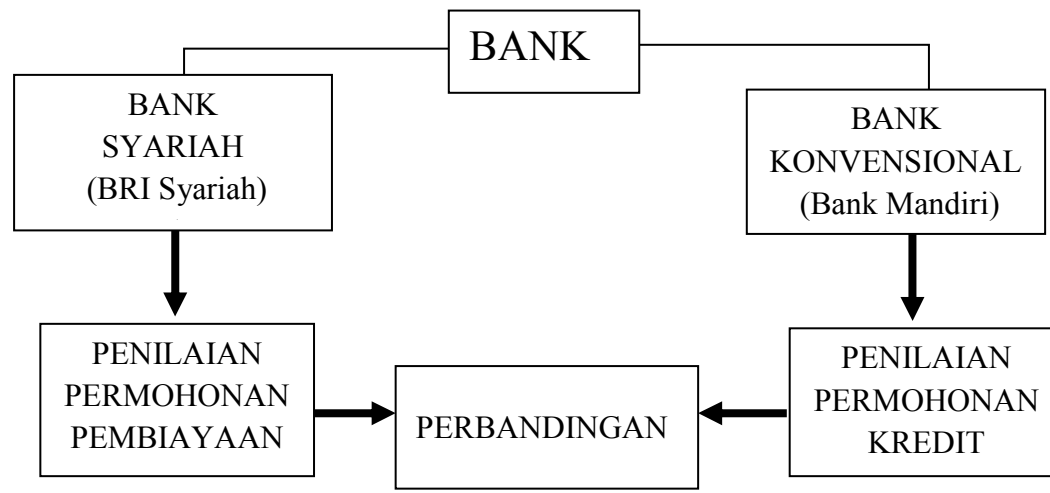 BANK
BANK
SYARIAH
(BRI Syariah)
BANK
KONVENSIONAL
(Bank Mandiri)
PENILAIAN
PERMOHONAN
PEMBIAYAAN
PERBANDINGAN
PENILAIAN
PERMOHONAN
KREDIT